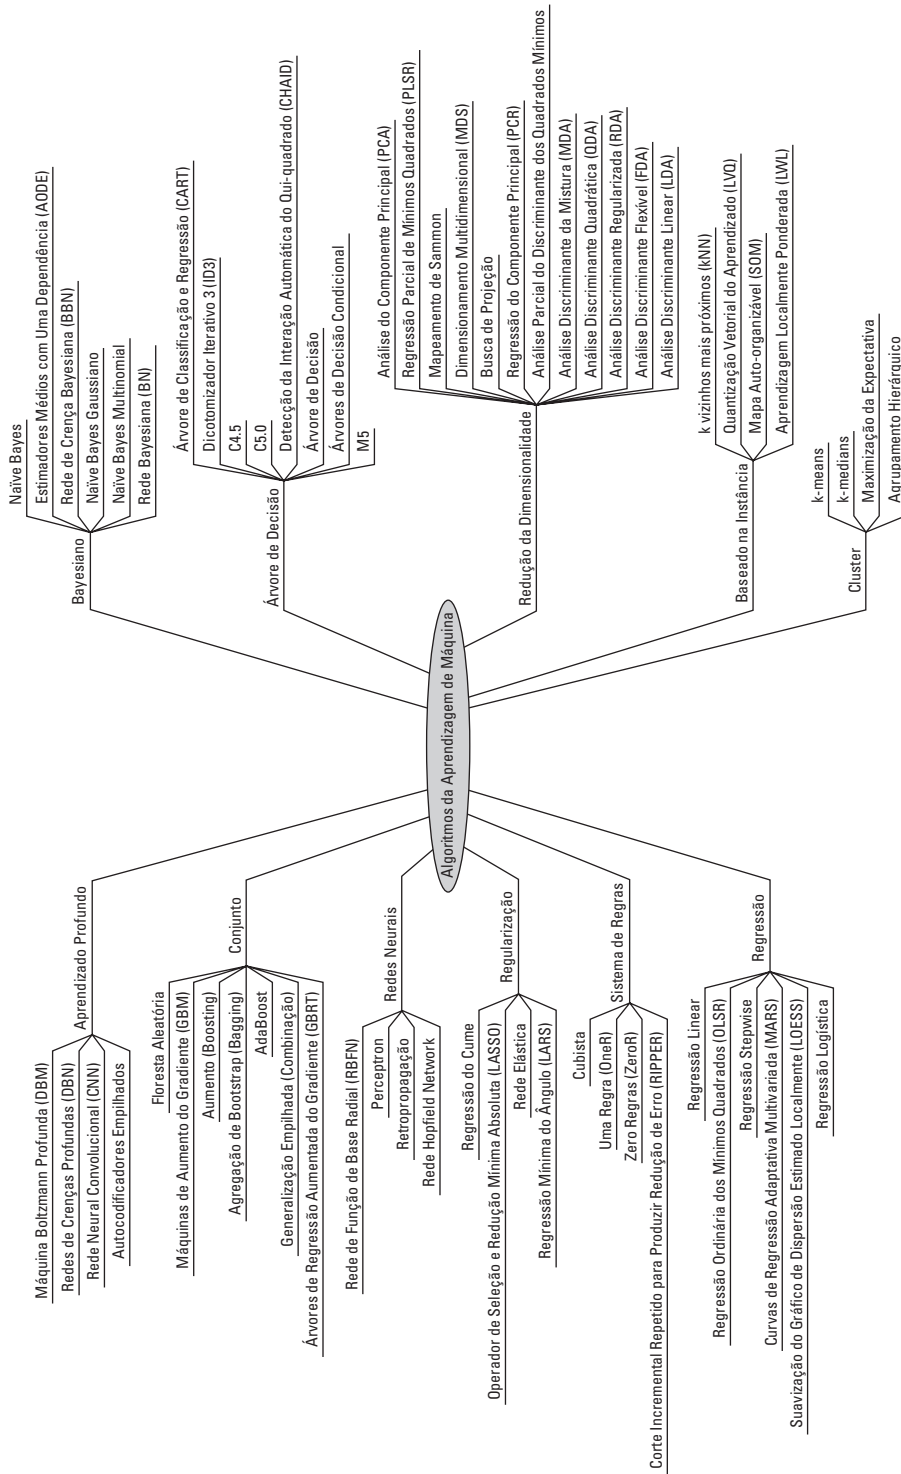 Algoritmos da Aprendizagem de Máquina
Aprendizado Profundo
Máquina Boltzmann Profunda (DBM)
Redes de Crenças Profundas (DBN)
Rede Neural Convolucional (CNN)
Autocodificadores Empilhados
Conjunto
Floresta Aleatória
Máquinas de Aumento do Gradiente (GBM)
Aumento (Boosting)
Agregação de Bootstrap (Bagging)
AdaBoost
Generalização Empilhada (Combinação)
Árvores de Regressão Aumentada do Gradiente (GBRT)
Redes Neurais
Rede de Função de Base Radial (RBFN)
Perceptron
Retropropagação
Rede Hopfield Network
Regularização
Regressão do Cume
Operador de Seleção e Redução Mínima Absoluta (LASSO)
Rede Elástica
Regressão Mínima do Ângulo (LARS)
Sistema de Regras
Cubista
Uma Regra (OneR)
Zero Regras (ZeroR)
Corte Incremental Repetido para Produzir Redução de Erro (RIPPER)
Regressão
Regressão Linear
Regressão Ordinária dos Mínimos Quadrados (OLSR)
Regressão Stepwise
Curvas de Regressão Adaptativa Multivariada (MARS)
Suavização do Gráfico de Dispersão Estimado Localmente (LOESS)
Regressão Logística
Bayesiano
Naïve Bayes
Estimadores Médios com Uma Dependência (AODE)
Rede de Crença Bayesiana (BBN)
Naïve Bayes Gaussiano
Naïve Bayes Multinomial
Rede Bayesiana (BN)
Árvore de Decisão
Árvore de Classificação e Regressão (CART)
Dicotomizador Iterativo 3 (ID3)
C4.5
C5.0
Detecção da Interação Automática do Qui-quadrado (CHAID)
Árvore de Decisão
Árvores de Decisão Condicional
M5
Redução da Dimensionalidade
Análise do Componente Principal (PCA)
Regressão Parcial de Mínimos Quadrados (PLSR)
Mapeamento de Sammon
Dimensionamento Multidimensional (MDS)
Busca de Projeção
Regressão do Componente Principal (PCR)
Análise Parcial do Discriminante dos Quadrados Mínimos
Análise Discriminante da Mistura (MDA)
Análise Discriminante Quadrática (QDA)
Análise Discriminante Regularizada (RDA)
Análise Discriminante Flexível (FDA)
Análise Discriminante Linear (LDA)
Baseado na Instância
k vizinhos mais próximos (kNN)
Quantização Vetorial do Aprendizado (LVQ)
Mapa Auto-organizável (SOM)
Aprendizagem Localmente Ponderada (LWL)
Cluster
k-means
k-medians
Maximização da Expectativa
Agrupamento Hierárquico